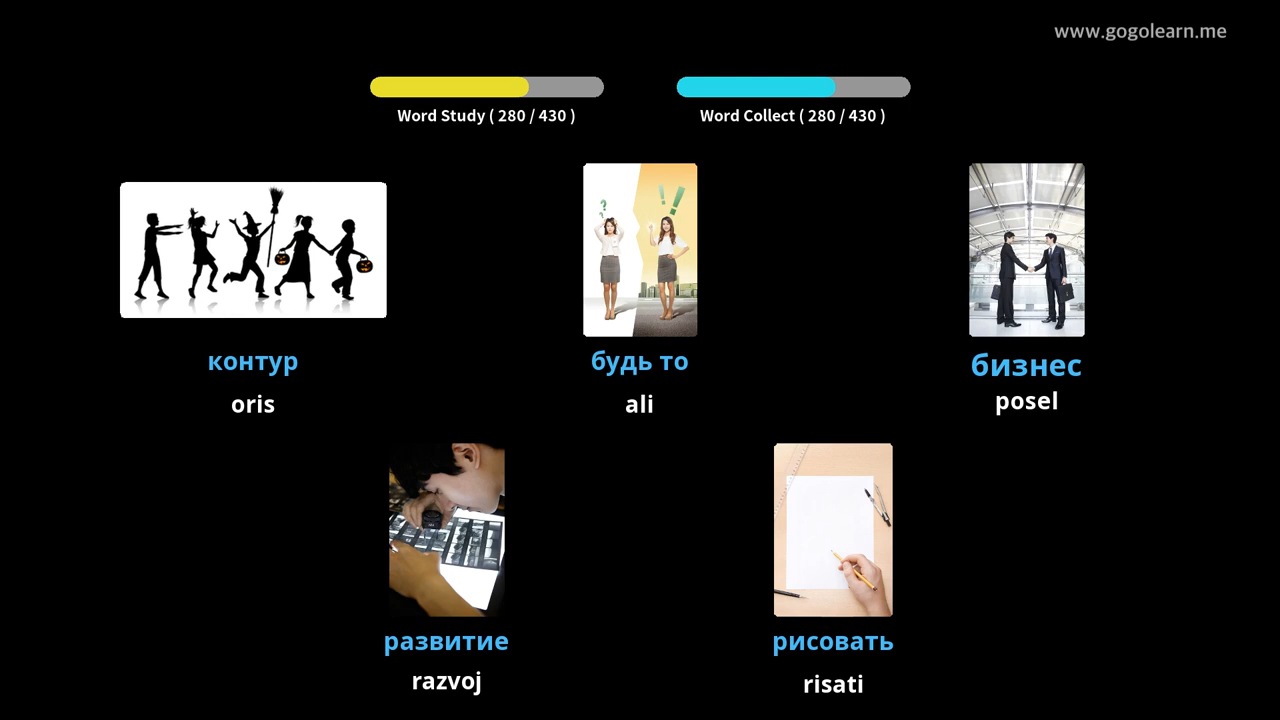 www.gogolearn.me
Word Study ( 280 / 430 )
Word Collect ( 280 / 430 )
контур
oris
будь то
ali
бизнес
posel
развитие
razvoj
рисовать
risati